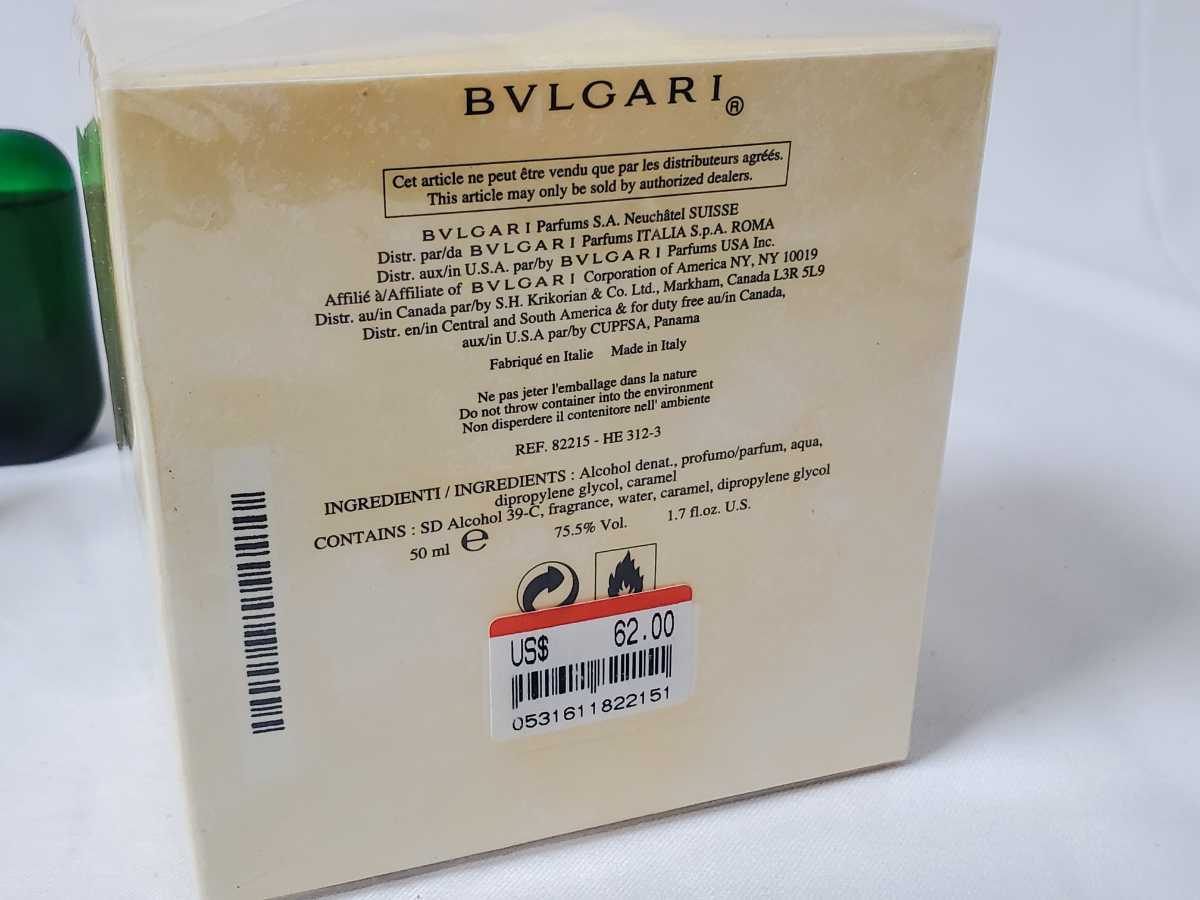 BVLGARI®
Cet article ne peut être vendu que par les distributeurs agréés.
This article may only be sold by authorized dealers.
BVLGARI Parfums S.A. Neuchâtel SUISSE
Distr. par/da BVLGARI Parfums ITALIA S.p.A. ROMA
Distr. aux/in U.S.A. par/by BVLGARI Parfums USA Inc.
Affilié à/Affiliate of BVLGARI Corporation of America NY, NY 10019
Distr. au/in Canada par/by S.H. Krikorian & Co. Ltd., Markham, Canada L3R 5L9
Distr. en/in Central and South America & for duty free au/in Canada,
aux/in U.S.A par/by CUPFSA, Panama
Fabriqué en Italie Made in Italy
Ne pas jeter l'emballage dans la nature
Do not throw container into the environment
Non disperdere il contenitore nell' ambiente
REF. 82215 - HE 312-3
INGREDIENTI / INGREDIENTS : Alcohol denat., profumo/parfum, aqua,
dipropylene glycol, caramel
CONTAINS : SD Alcohol 39-C, fragrance, water, caramel, dipropylene glycol
50 ml e 75.5% Vol. 1.7 fl.oz. U.S.
US$ 62.00
0531611822151